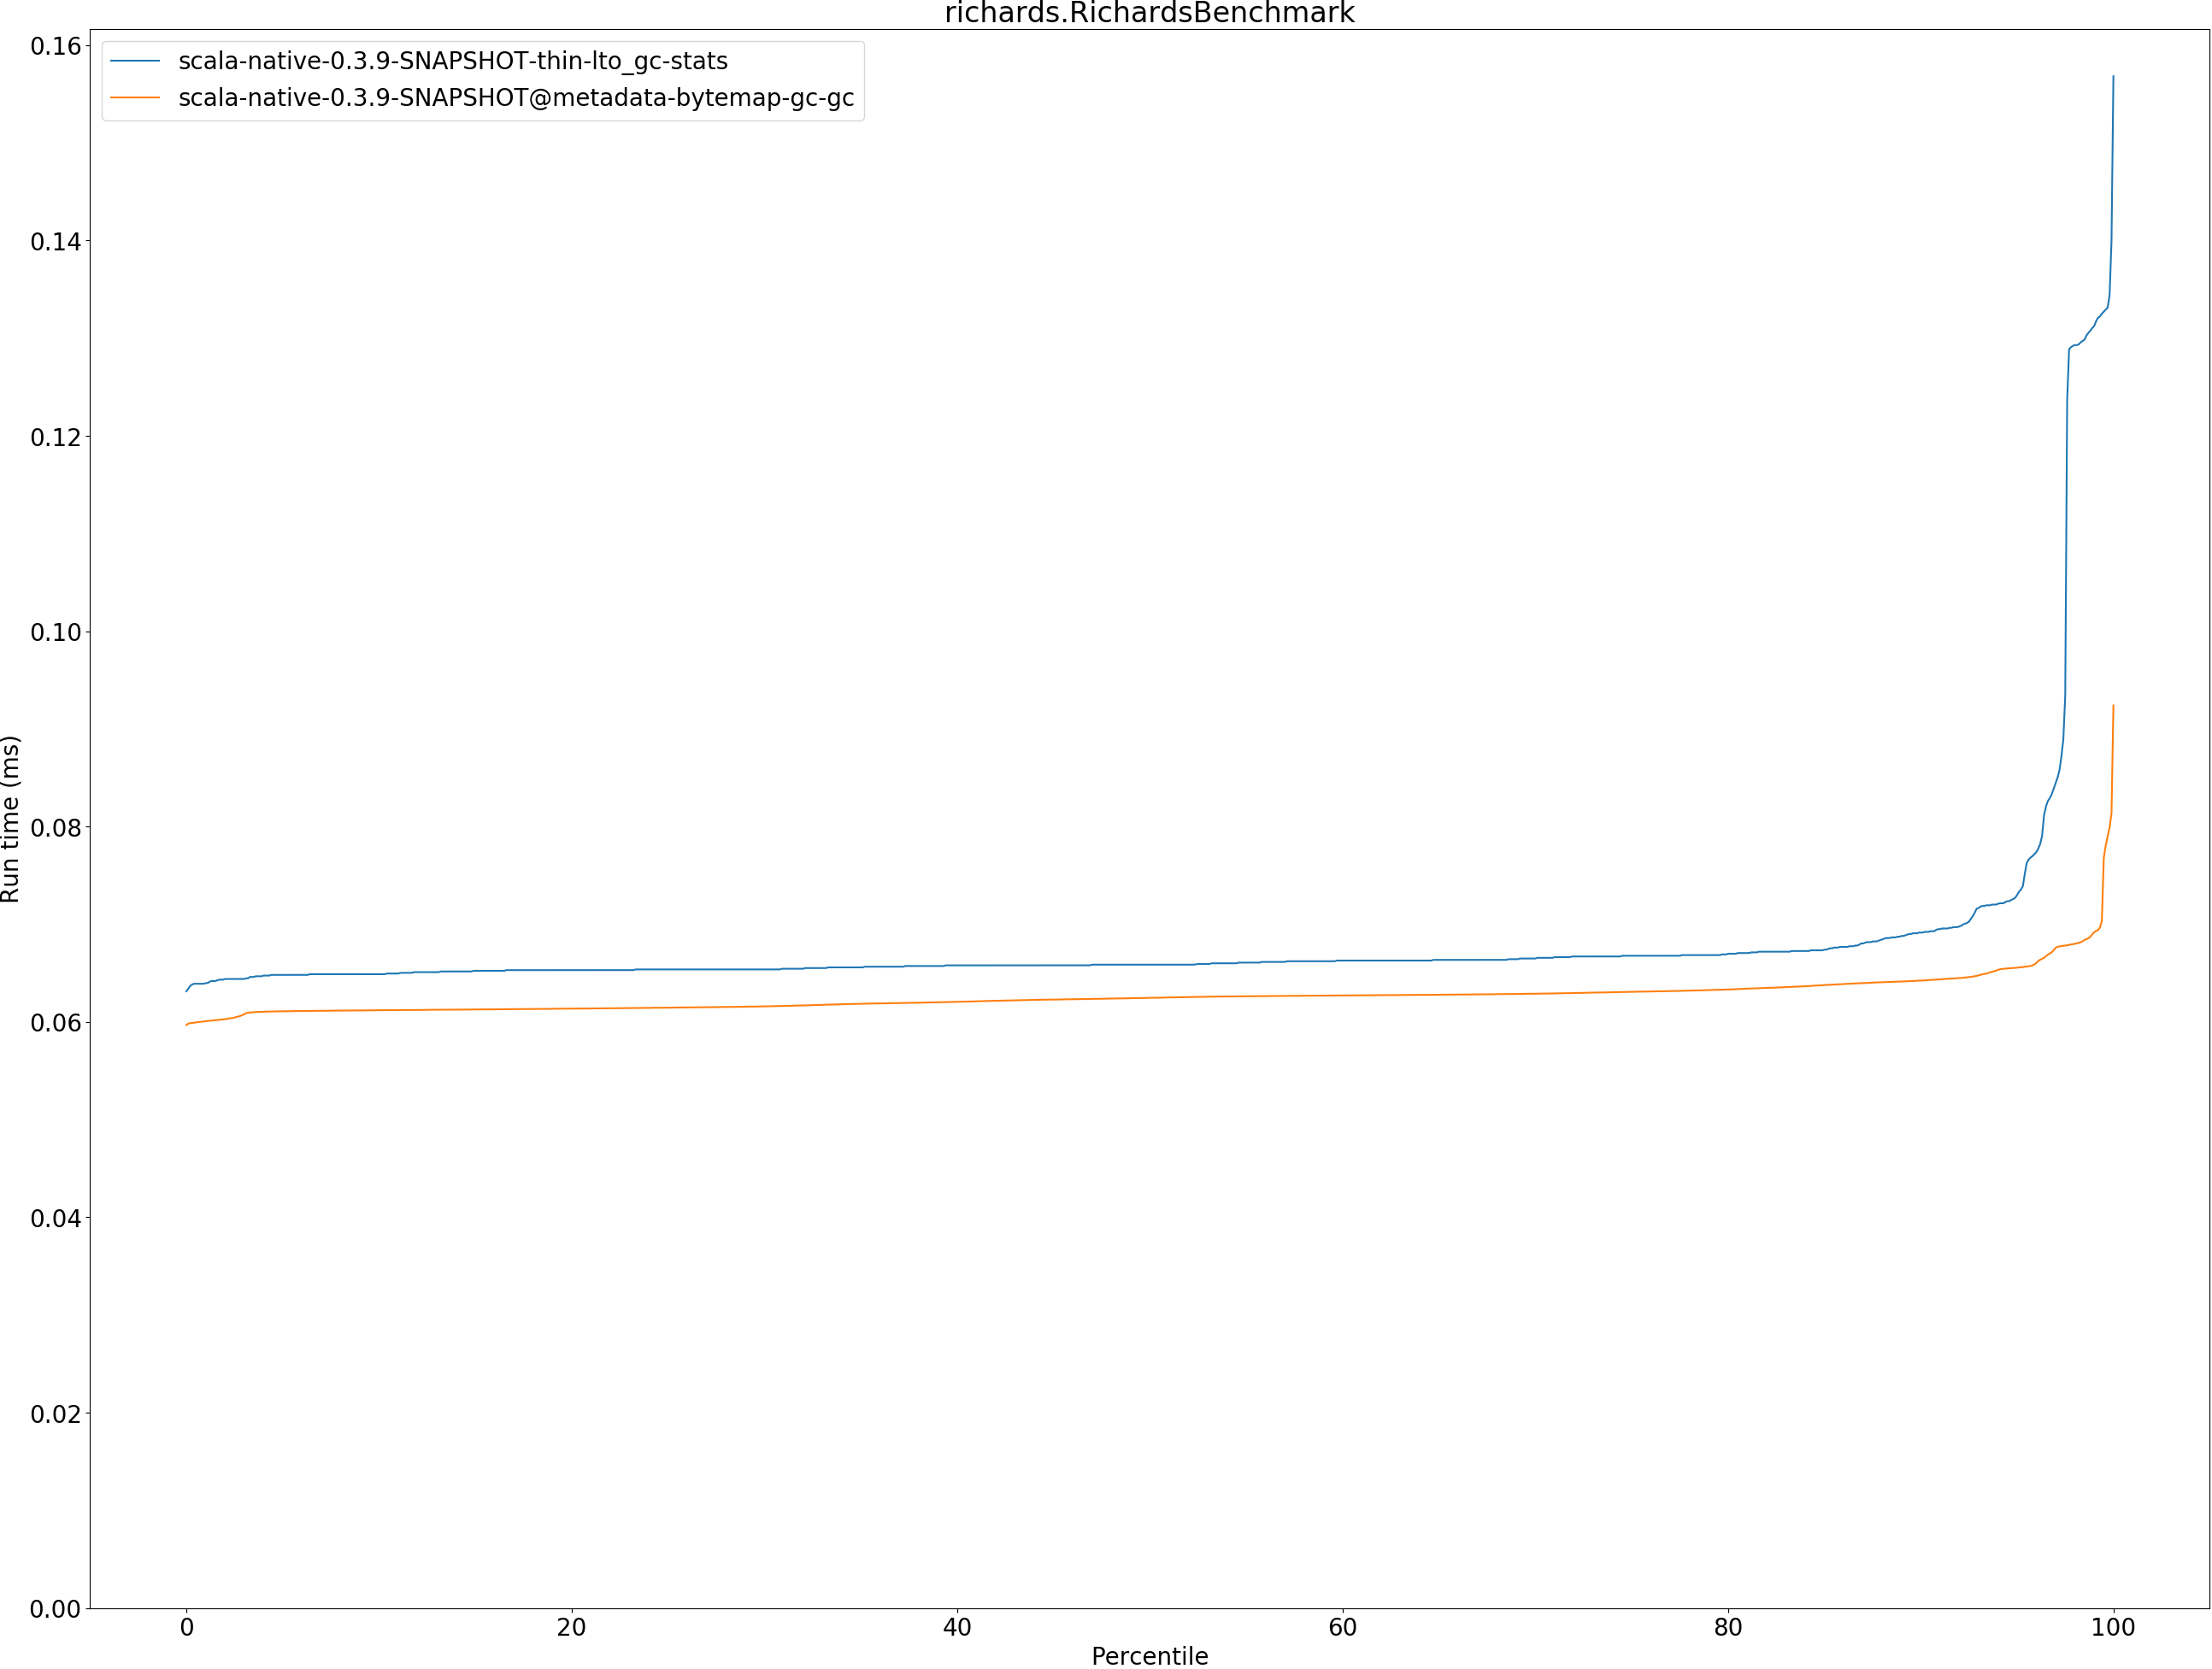 richards.RichardsBenchmark
scala-native-0.3.9-SNAPSHOT-thin-lto_gc-stats
scala-native-0.3.9-SNAPSHOT@metadata-bytemap-gc-gc
Run time (ms)
0.16
0.14
0.12
0.10
0.08
0.06
0.04
0.02
0.00
0 20 40 60 80 100
Percentile